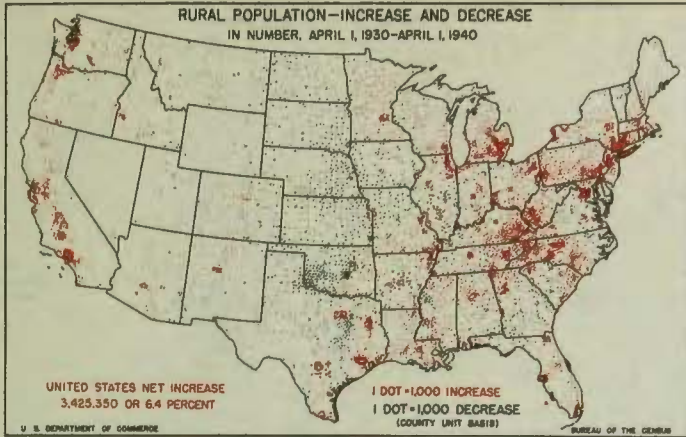 RURAL POPULATION—INCREASE AND DECREASE
IN NUMBER, APRIL 1, 1930-APRIL 1, 1940
UNITED STATES NET INCREASE
3,425,350 OR 6.4 PERCENT
1 DOT=1,000 INCREASE
1 DOT=1,000 DECREASE
(COUNTY UNIT BASIS)
U. S. DEPARTMENT OF COMMERCE
BUREAU OF THE CENSUS